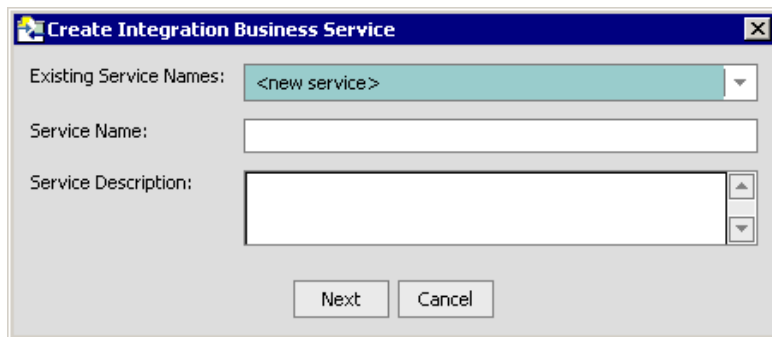 Create Integration Business Service
Existing Service Names:
<new service>
Service Name:
Service Description:
Next
Cancel